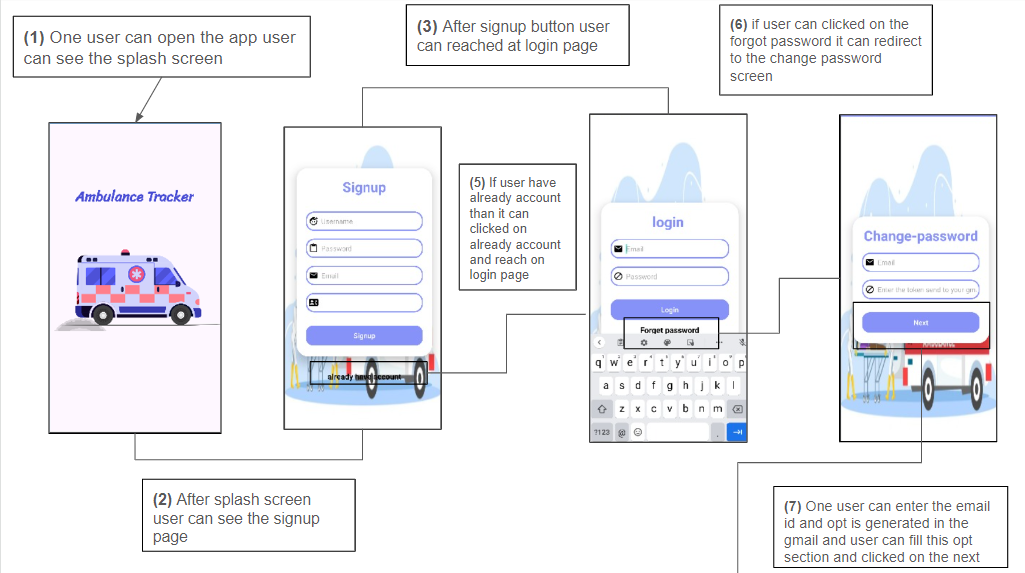 (1) One user can open the app user
can see the splash screen
(3) After signup button user
can reached at login page
(6) if user can clicked on the
forgot password it can redirect
to the change password
screen
Ambulance Tracker
Signup
Username
Password
Email
Signup
already have account
(5) If user have
already account
than it can
clicked on
already account
and reach on
login page
login
Email
Password
Login
Forget password
q w e r t y u i o p
a s d f g h j k l
z x c v b n m
?123 @ .
Change-password
Email
Enter the token send to your gm
Next
(2) After splash screen
user can see the signup
page
(7) One user can enter the email
id and opt is generated in the
gmail and user can fill this opt
section and clicked on the next